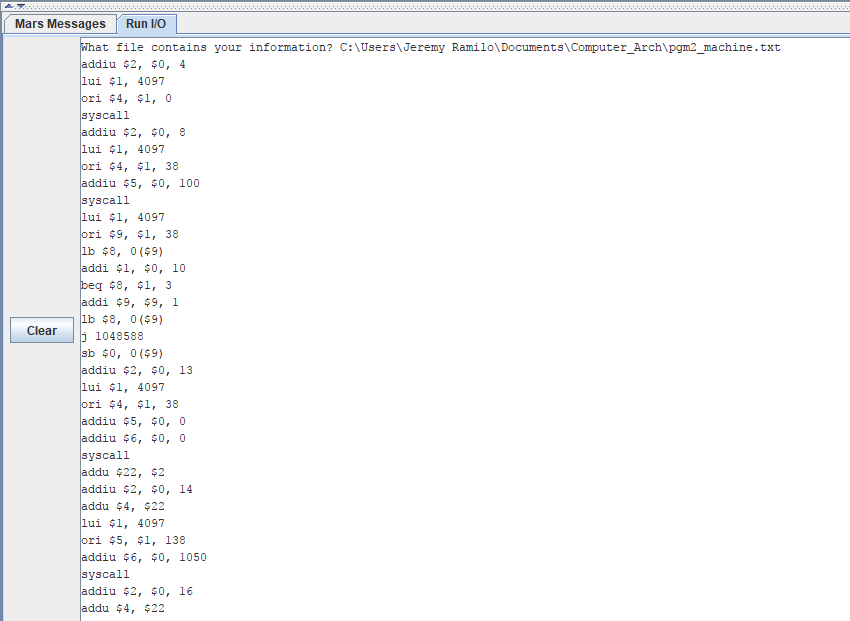 Mars Messages Run I/O
What file contains your information? C:\Users\Jeremy Ramilo\Documents\Computer_Arch\pgm2_machine.txt
addiu $2, $0, 4
lui $1, 4097
ori $4, $1, 0
syscall
addiu $2, $0, 8
lui $1, 4097
ori $4, $1, 38
addiu $5, $0, 100
syscall
lui $1, 4097
ori $9, $1, 38
lb $8, 0($9)
addi $1, $0, 10
beq $8, $1, 3
addi $9, $9, 1
lb $8, 0($9)
Clear
j 1048588
sb $0, 0($9)
addiu $2, $0, 13
lui $1, 4097
ori $4, $1, 38
addiu $5, $0, 0
addiu $6, $0, 0
syscall
addu $22, $2
addiu $2, $0, 14
addu $4, $22
lui $1, 4097
ori $5, $1, 138
addiu $6, $0, 1050
syscall
addiu $2, $0, 16
addu $4, $22